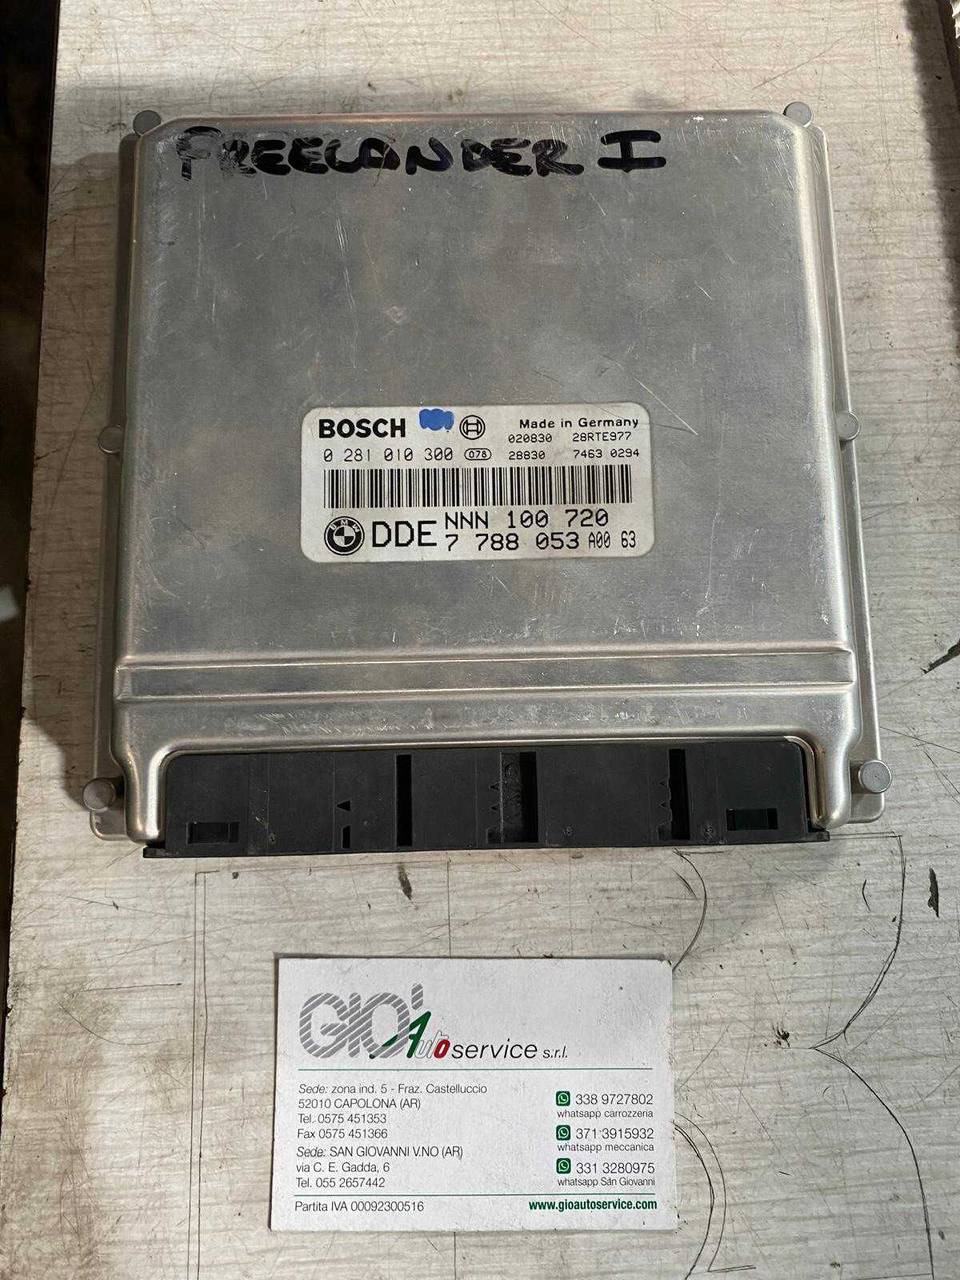 FREELANDER I
BOSCH
Made in Germany
0 281 010 300 078
020830 28RTE977
28830 7463 0294
BMW
DDE NNN 100 720
7 788 053 A00 63
GIO' Auto service s.r.l.
Sede: zona ind. 5 - Fraz. Castelluccio
52010 CAPOLONA (AR)
Tel. 0575 451353
Fax 0575 451366
Sede: SAN GIOVANNI V.NO (AR)
via C. E. Gadda, 6
Tel. 055 2657442
338 9727802
whatsapp carrozzeria
371 3915932
whatsapp meccanica
331 3280975
whatsapp San Giovanni
Partita IVA 00092300516
www.gioautoservice.com